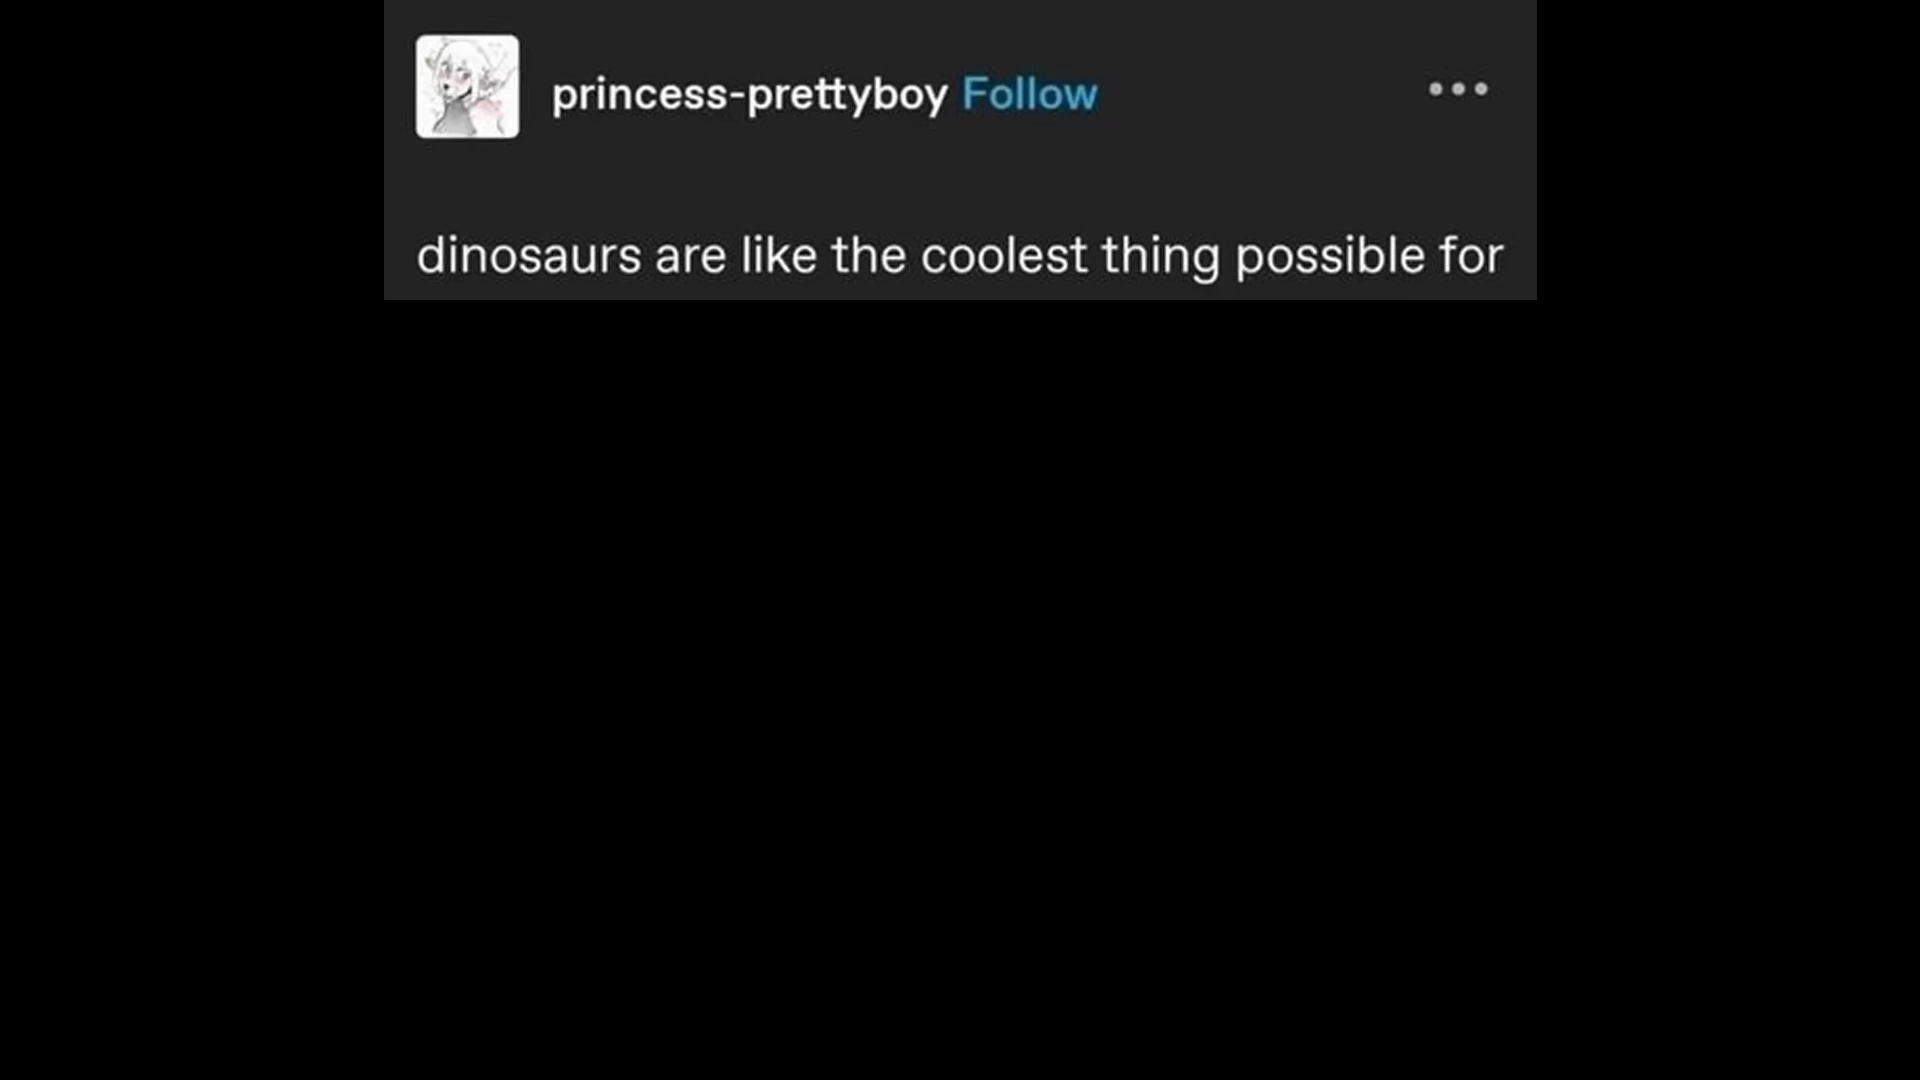 princess-prettyboy Follow
dinosaurs are like the coolest thing possible for